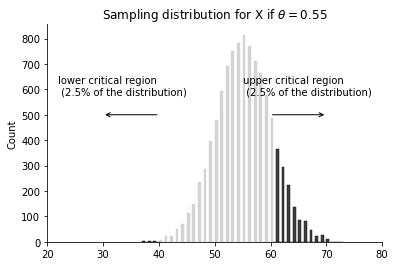 Sampling distribution for X if θ = 0.55
800
700
600
500
400
300
200
100
0
Count
lower critical region
(2.5% of the distribution)
upper critical region
(2.5% of the distribution)
20
30
40
50
60
70
80